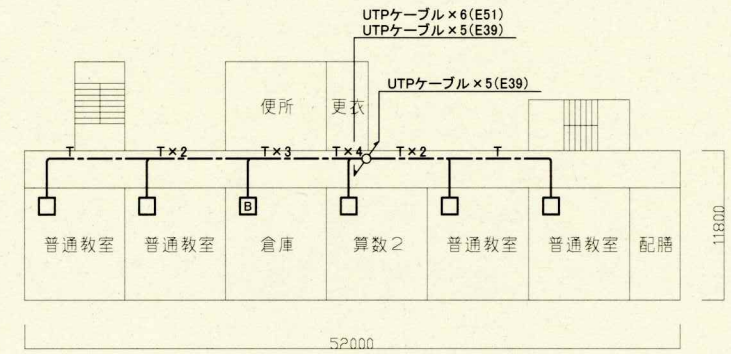 UTPケーブル×6(E51)
UTPケーブル×5(E39)
UTPケーブル×5(E39)
便所
更衣
T
T×2
T×3
T×4
T×2
T
B
普通教室
普通教室
倉庫
算数2
普通教室
普通教室
配膳
11800
52000